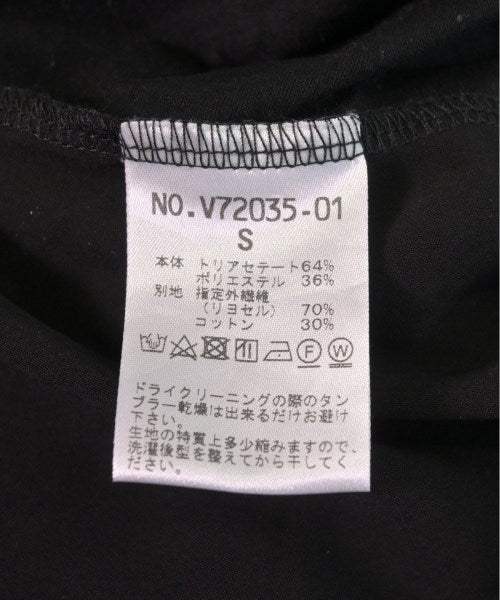 NO.V72035-01
S
本体 トリアセテート64%
ポリエステル 36%
別地 指定外繊維
(リヨセル) 70%
コットン 30%
F W
ドライクリーニングの際のタン
ブラー乾燥は出来るだけお避け
下さい。
生地の特質上多少縮みますので、
洗濯後型を整えてから干してく
ださい。